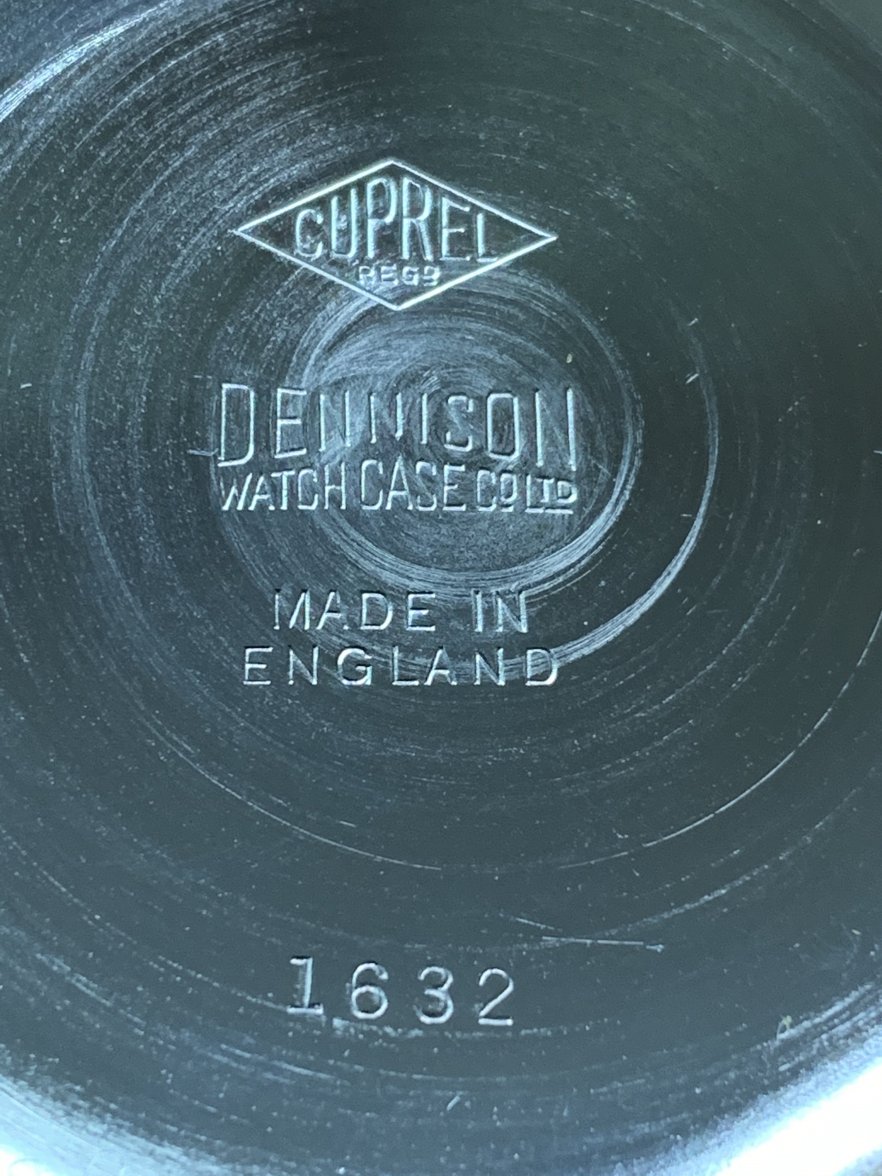 CUPREL
REGD
DENNISON
WATCH CASE CO LTD
MADE IN
ENGLAND
1632